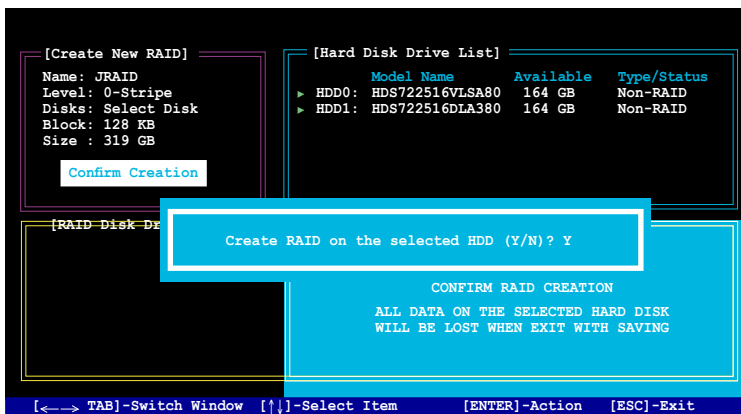 [Create New RAID]
Name: JRAID
Level: 0-Stripe
Disks: Select Disk
Block: 128 KB
Size : 319 GB
Confirm Creation
[Hard Disk Drive List]
Model Name Available Type/Status
HDD0: HDS722516VLSA80 164 GB Non-RAID
HDD1: HDS722516DLA380 164 GB Non-RAID
[RAID Disk Dr
Create RAID on the selected HDD (Y/N)? Y
CONFIRM RAID CREATION
ALL DATA ON THE SELECTED HARD DISK
WILL BE LOST WHEN EXIT WITH SAVING
[←→ TAB]-Switch Window [↑↓]-Select Item [ENTER]-Action [ESC]-Exit